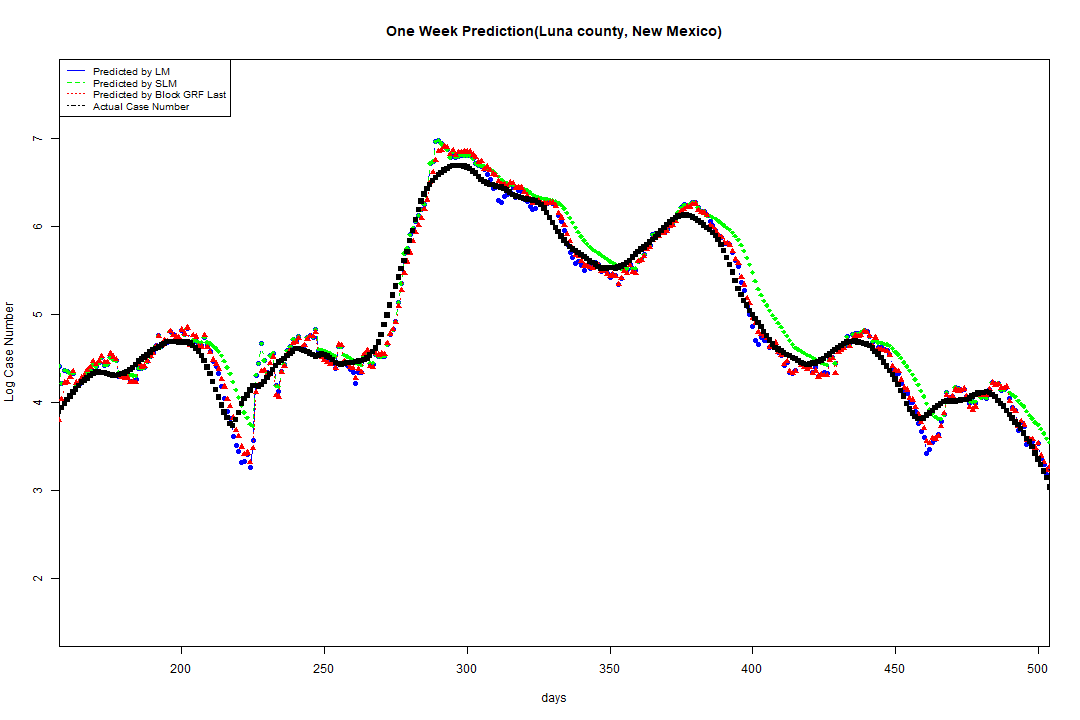 One Week Prediction(Luna county, New Mexico)
Predicted by LM
Predicted by SLM
Predicted by Block GRF Last
Actual Case Number
7
6
5
4
3
2
Log Case Number
200 250 300 350 400 450 500
days